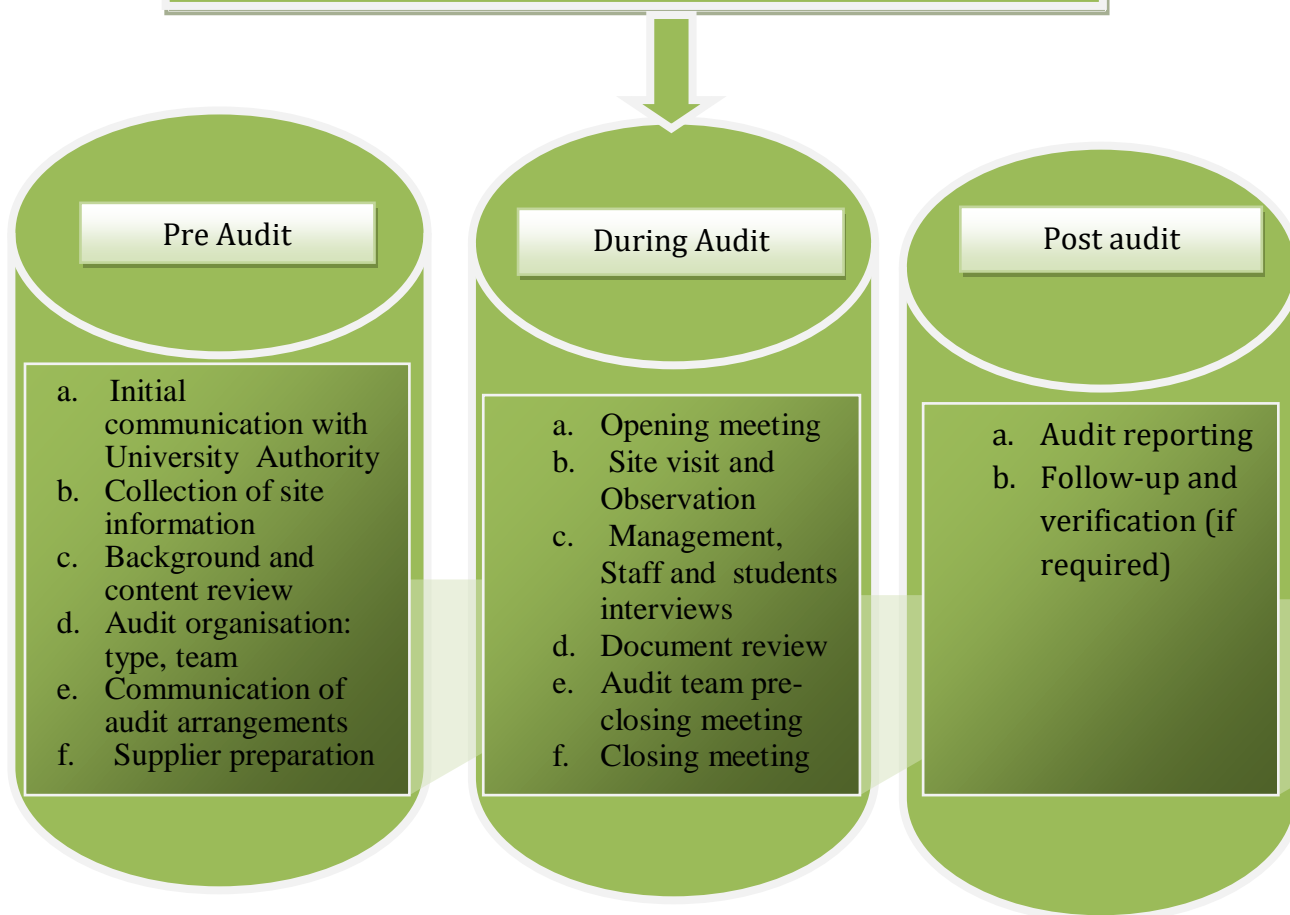 Pre Audit
a. Initial
communication with
University Authority
b. Collection of site
information
c. Background and
content review
d. Audit organisation:
type, team
e. Communication of
audit arrangements
f. Supplier preparation
During Audit
a. Opening meeting
b. Site visit and
Observation
c. Management,
Staff and students
interviews
d. Document review
e. Audit team pre-
closing meeting
f. Closing meeting
Post audit
a. Audit reporting
b. Follow-up and
verification (if
required)